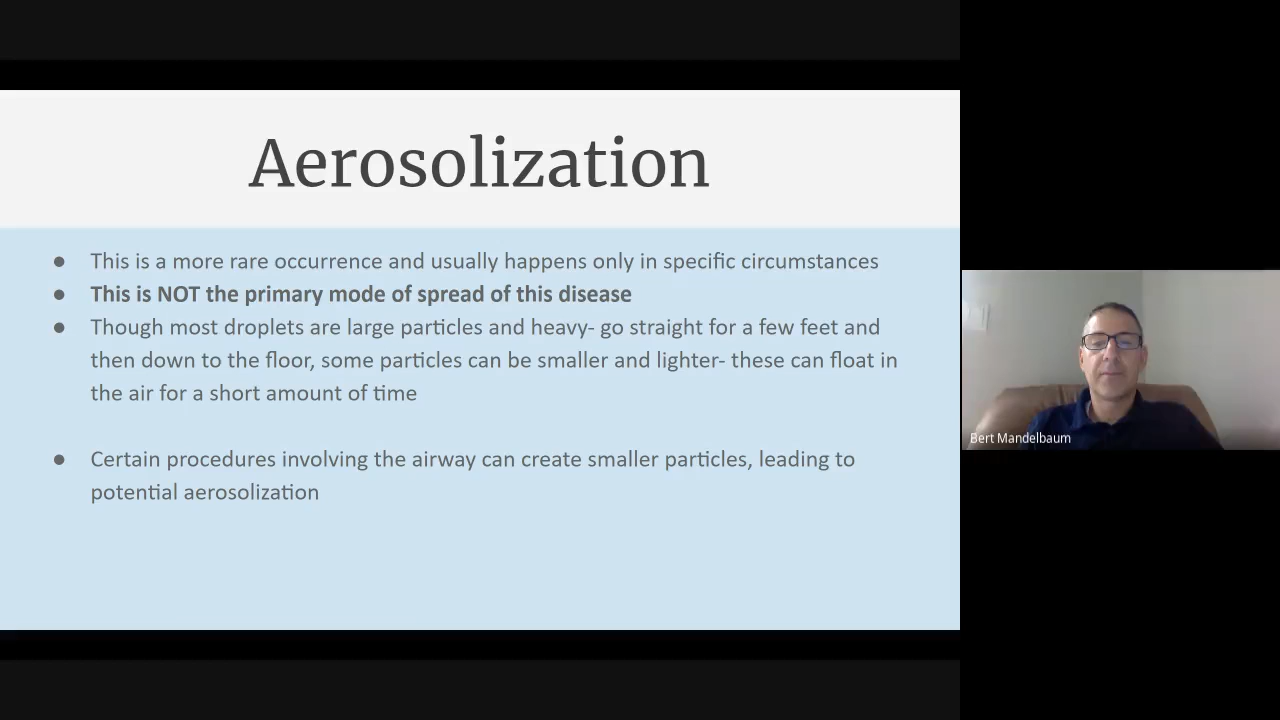 Aerosolization
● This is a more rare occurrence and usually happens only in specific circumstances
● This is NOT the primary mode of spread of this disease
● Though most droplets are large particles and heavy- go straight for a few feet and
then down to the floor, some particles can be smaller and lighter- these can float in
the air for a short amount of time
● Certain procedures involving the airway can create smaller particles, leading to
potential aerosolization
Bert Mandelbaum